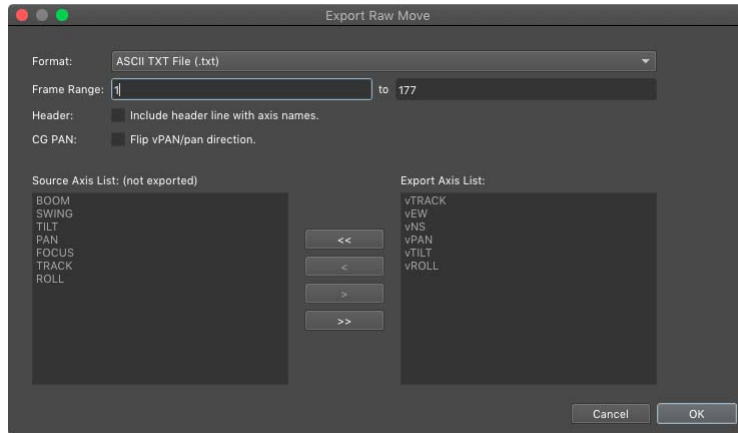 Export Raw Move
Format: ASCII TXT File (.txt)
Frame Range: 1 to 177
Header: Include header line with axis names.
CG PAN: Flip vPAN/pan direction.
Source Axis List: (not exported)
BOOM
SWING
TILT
PAN
FOCUS
TRACK
ROLL
<<
<
>
>>
Export Axis List:
vTRACK
vEW
vNS
vPAN
vTILT
vROLL
Cancel OK